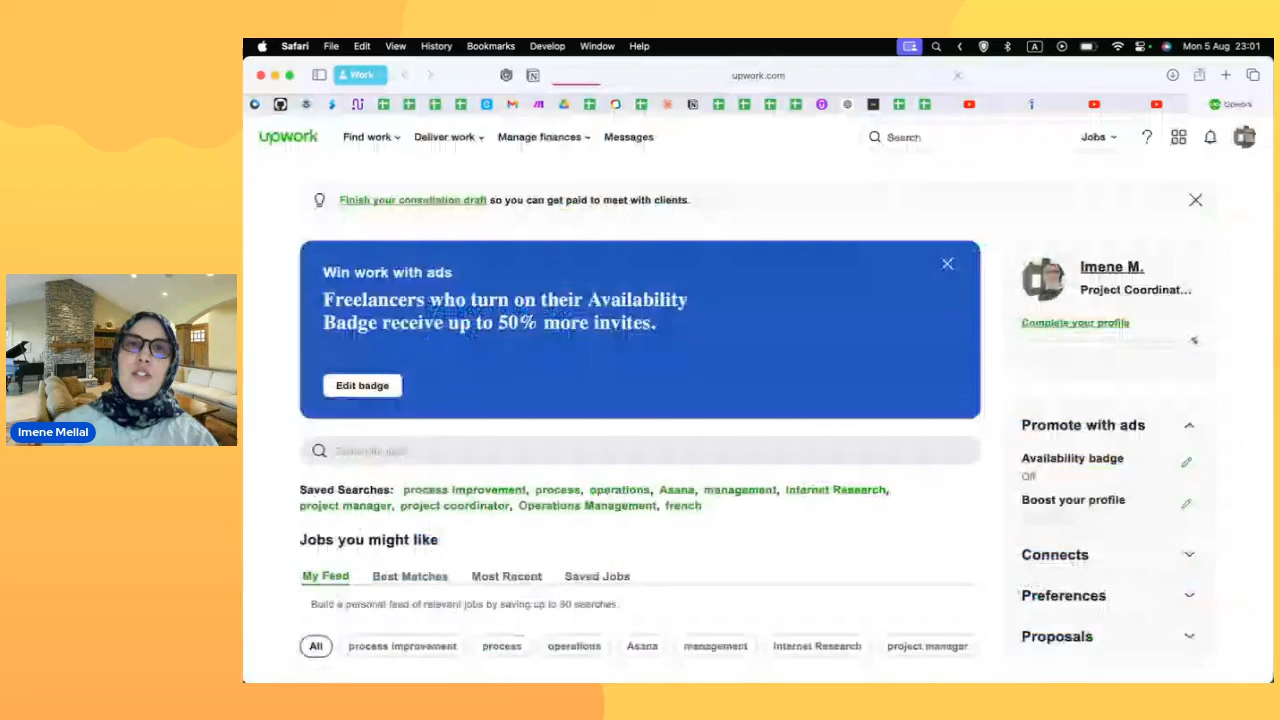 Safari File Edit View History Bookmarks Develop Window Help
A
Mon 5 Aug 23:01
Work
upwork.com
Upwork
upwork
Find work
Deliver work
Manage finances
Messages
Search
Jobs
Finish your consultation draft so you can get paid to meet with clients.
Win work with ads
Freelancers who turn on their Availability
Badge receive up to 50% more invites.
Edit badge
Imene M.
Project Coordinat...
Complete your profile
Promote with ads
Availability badge
Off
Boost your profile
Connects
Preferences
Proposals
Saved Searches: process improvement, process, operations, Asana, management, Internet Research,
project manager, project coordinator, Operations Management, french
Jobs you might like
My Feed
Best Matches
Most Recent
Saved Jobs
Build a personal feed of relevant jobs by saving up to 50 searches.
All
process improvement
process
operations
Asana
management
Internet Research
project manager
Imene Mellal